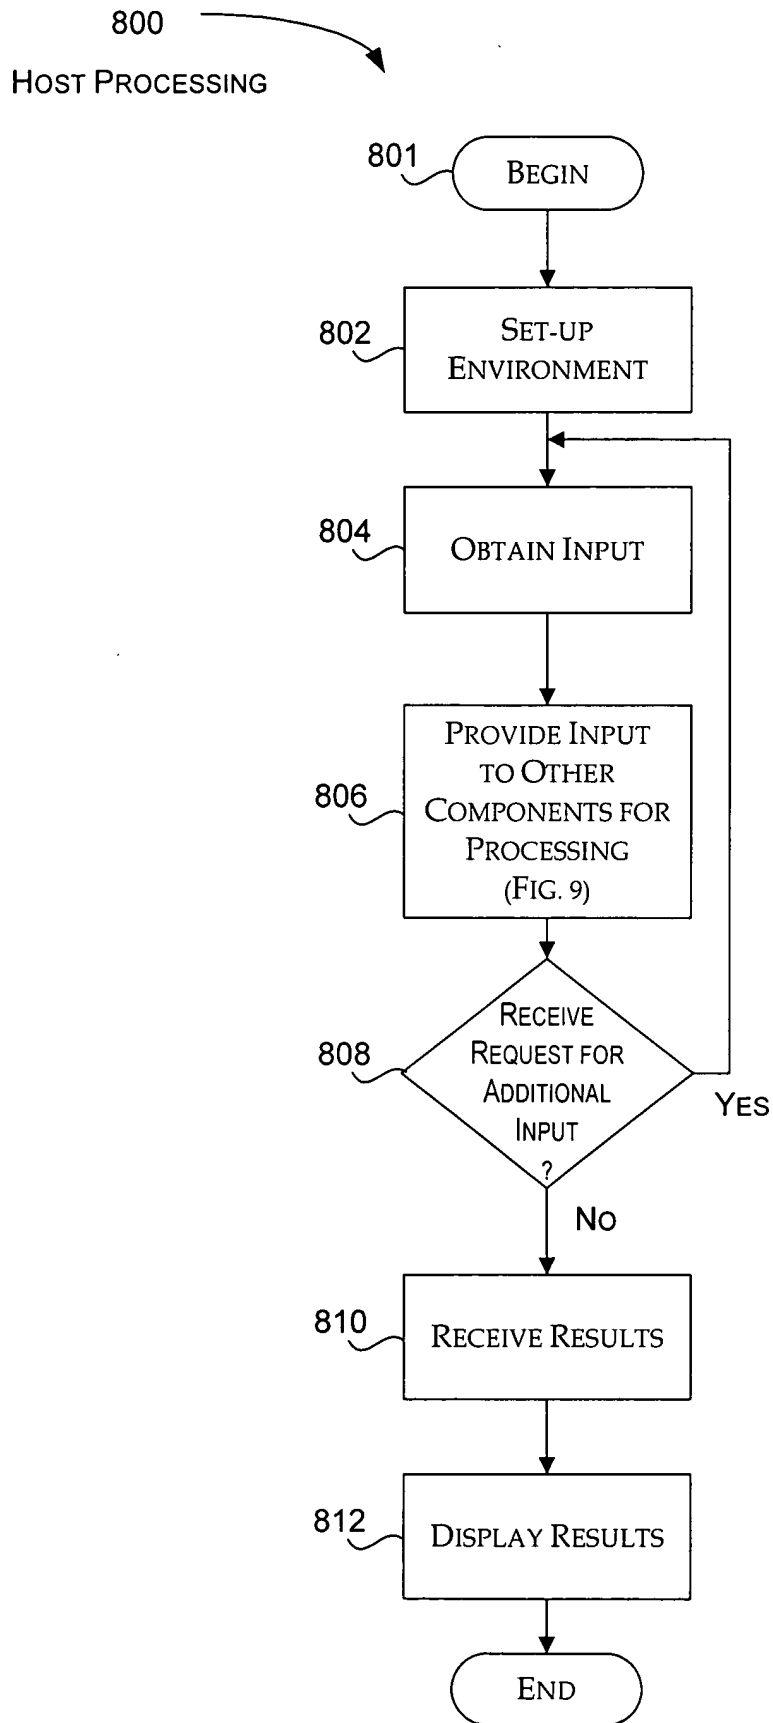 800
HOST PROCESSING
801
BEGIN
802
SET-UP
ENVIRONMENT
804
OBTAIN INPUT
806
PROVIDE INPUT
TO OTHER
COMPONENTS FOR
PROCESSING
(FIG. 9)
808
RECEIVE
REQUEST FOR
ADDITIONAL
INPUT
?
YES
NO
810
RECEIVE RESULTS
812
DISPLAY RESULTS
END